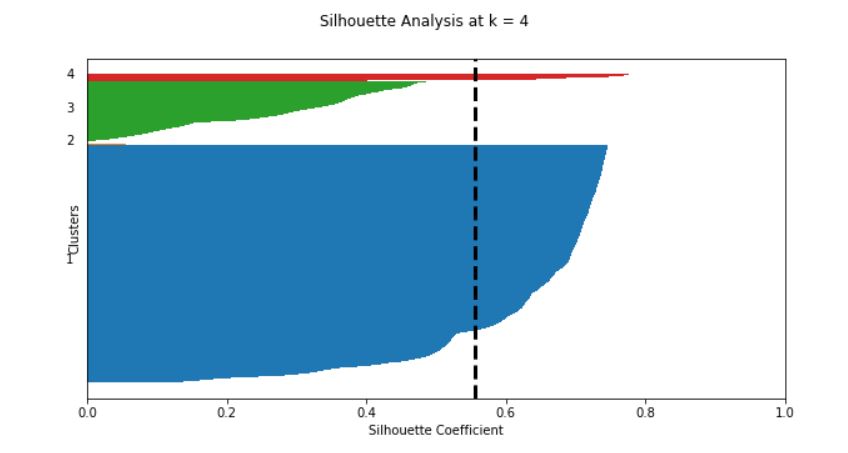 Silhouette Analysis at k = 4
4
3
2
1
Clusters
0.0 0.2 0.4 0.6 0.8 1.0
Silhouette Coefficient